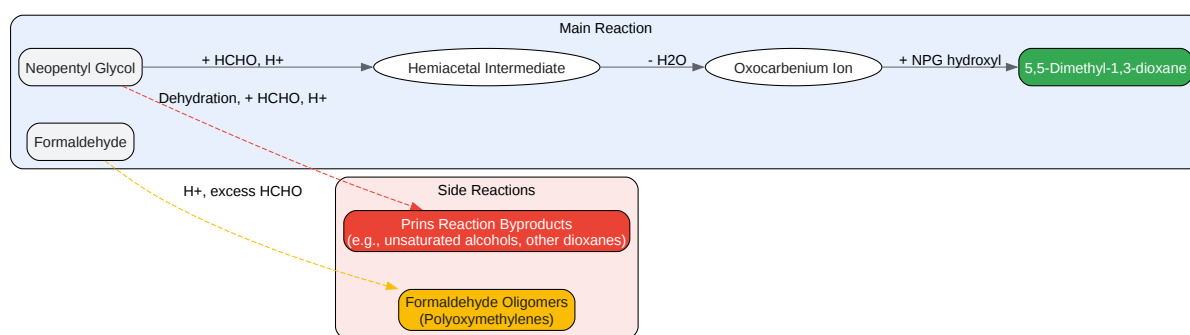 Main Reaction
Neopentyl Glycol
+ HCHO, H+
Hemiacetal Intermediate
- H2O
Oxocarbenium Ion
+ NPG hydroxyl
5,5-Dimethyl-1,3-dioxane
Dehydration, + HCHO, H+
Formaldehyde
H+, excess HCHO
Side Reactions
Prins Reaction Byproducts
(e.g., unsaturated alcohols, other dioxanes)
Formaldehyde Oligomers
(Polyoxymethylenes)